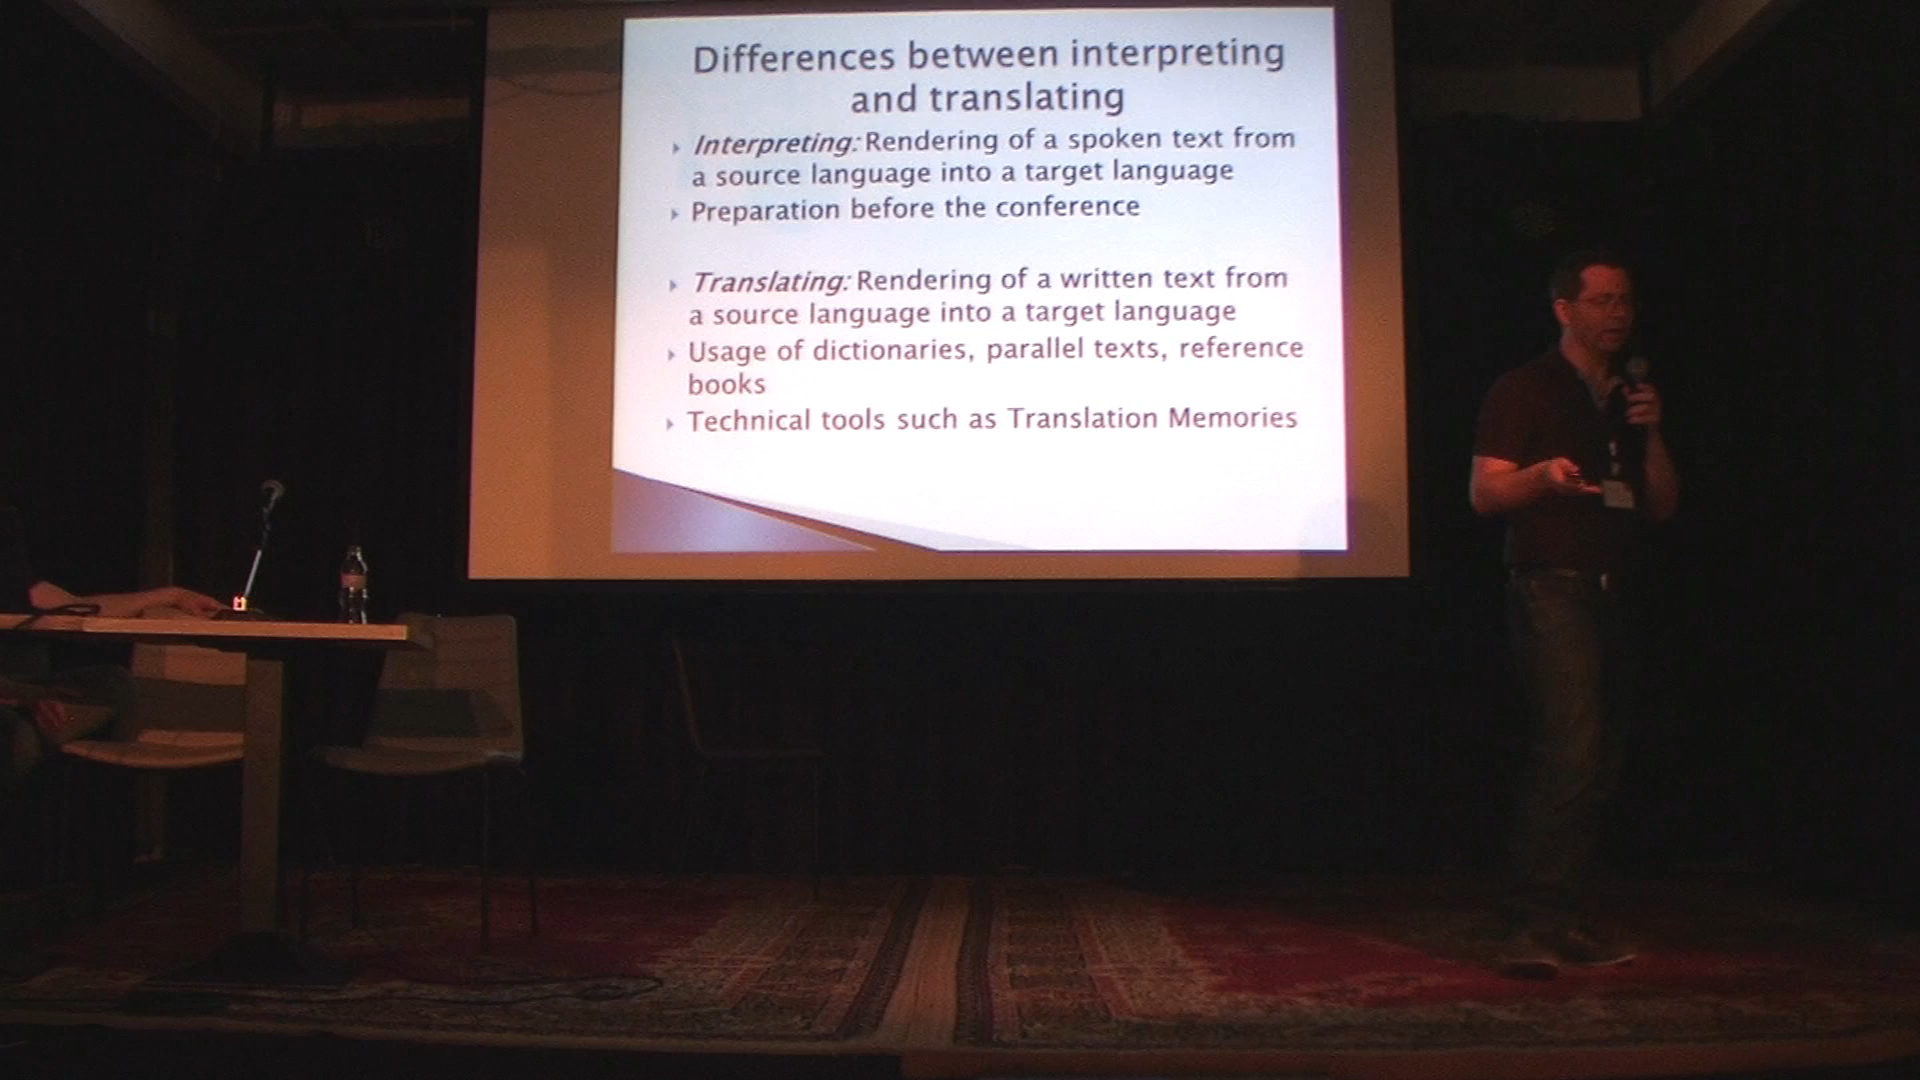 Differences between interpreting
and translating
Interpreting: Rendering of a spoken text from
a source language into a target language
Preparation before the conference
Translating: Rendering of a written text from
a source language into a target language
Usage of dictionaries, parallel texts, reference
books
Technical tools such as Translation Memories